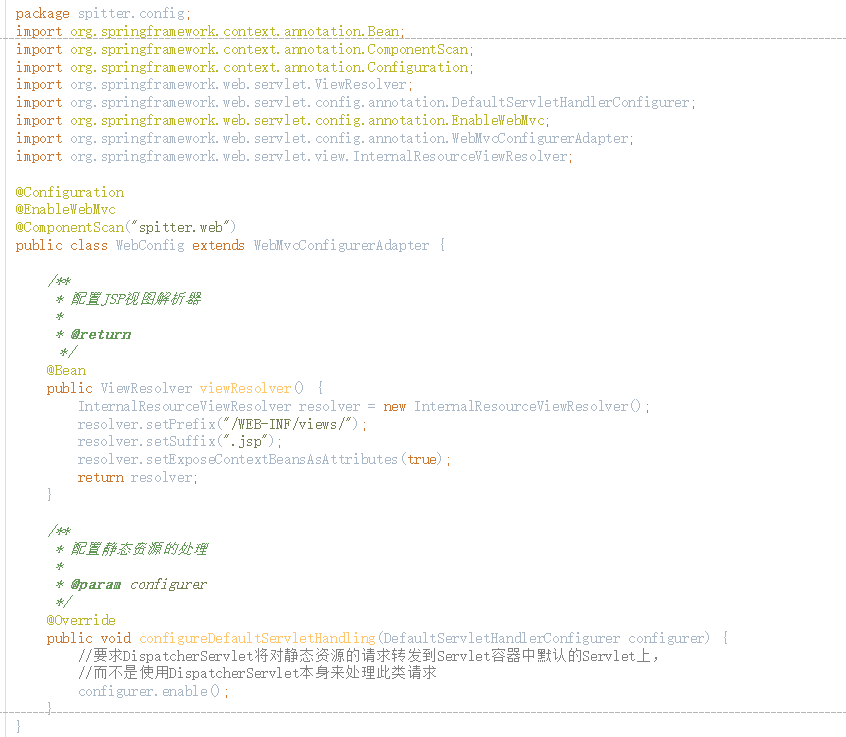 package spitter.config;
import org.springframework.context.annotation.Bean;
import org.springframework.context.annotation.ComponentScan;
import org.springframework.context.annotation.Configuration;
import org.springframework.web.servlet.ViewResolver;
import org.springframework.web.servlet.config.annotation.DefaultServletHandlerConfigurer;
import org.springframework.web.servlet.config.annotation.EnableWebMvc;
import org.springframework.web.servlet.config.annotation.WebMvcConfigurerAdapter;
import org.springframework.web.servlet.view.InternalResourceViewResolver;

@Configuration
@EnableWebMvc
@ComponentScan("spitter.web")
public class WebConfig extends WebMvcConfigurerAdapter {

    /**
     * 配置JSP视图解析器
     *
     * @return
     */
    @Bean
    public ViewResolver viewResolver() {
        InternalResourceViewResolver resolver = new InternalResourceViewResolver();
        resolver.setPrefix("/WEB-INF/views/");
        resolver.setSuffix(".jsp");
        resolver.setExposeContextBeansAsAttributes(true);
        return resolver;
    }

    /**
     * 配置静态资源的处理
     *
     * @param configurer
     */
    @Override
    public void configureDefaultServletHandling(DefaultServletHandlerConfigurer configurer) {
        //要求DispatcherServlet将对静态资源的请求转发到Servlet容器中默认的Servlet上，
        //而不是使用DispatcherServlet本身来处理此类请求
        configurer.enable();
    }
}